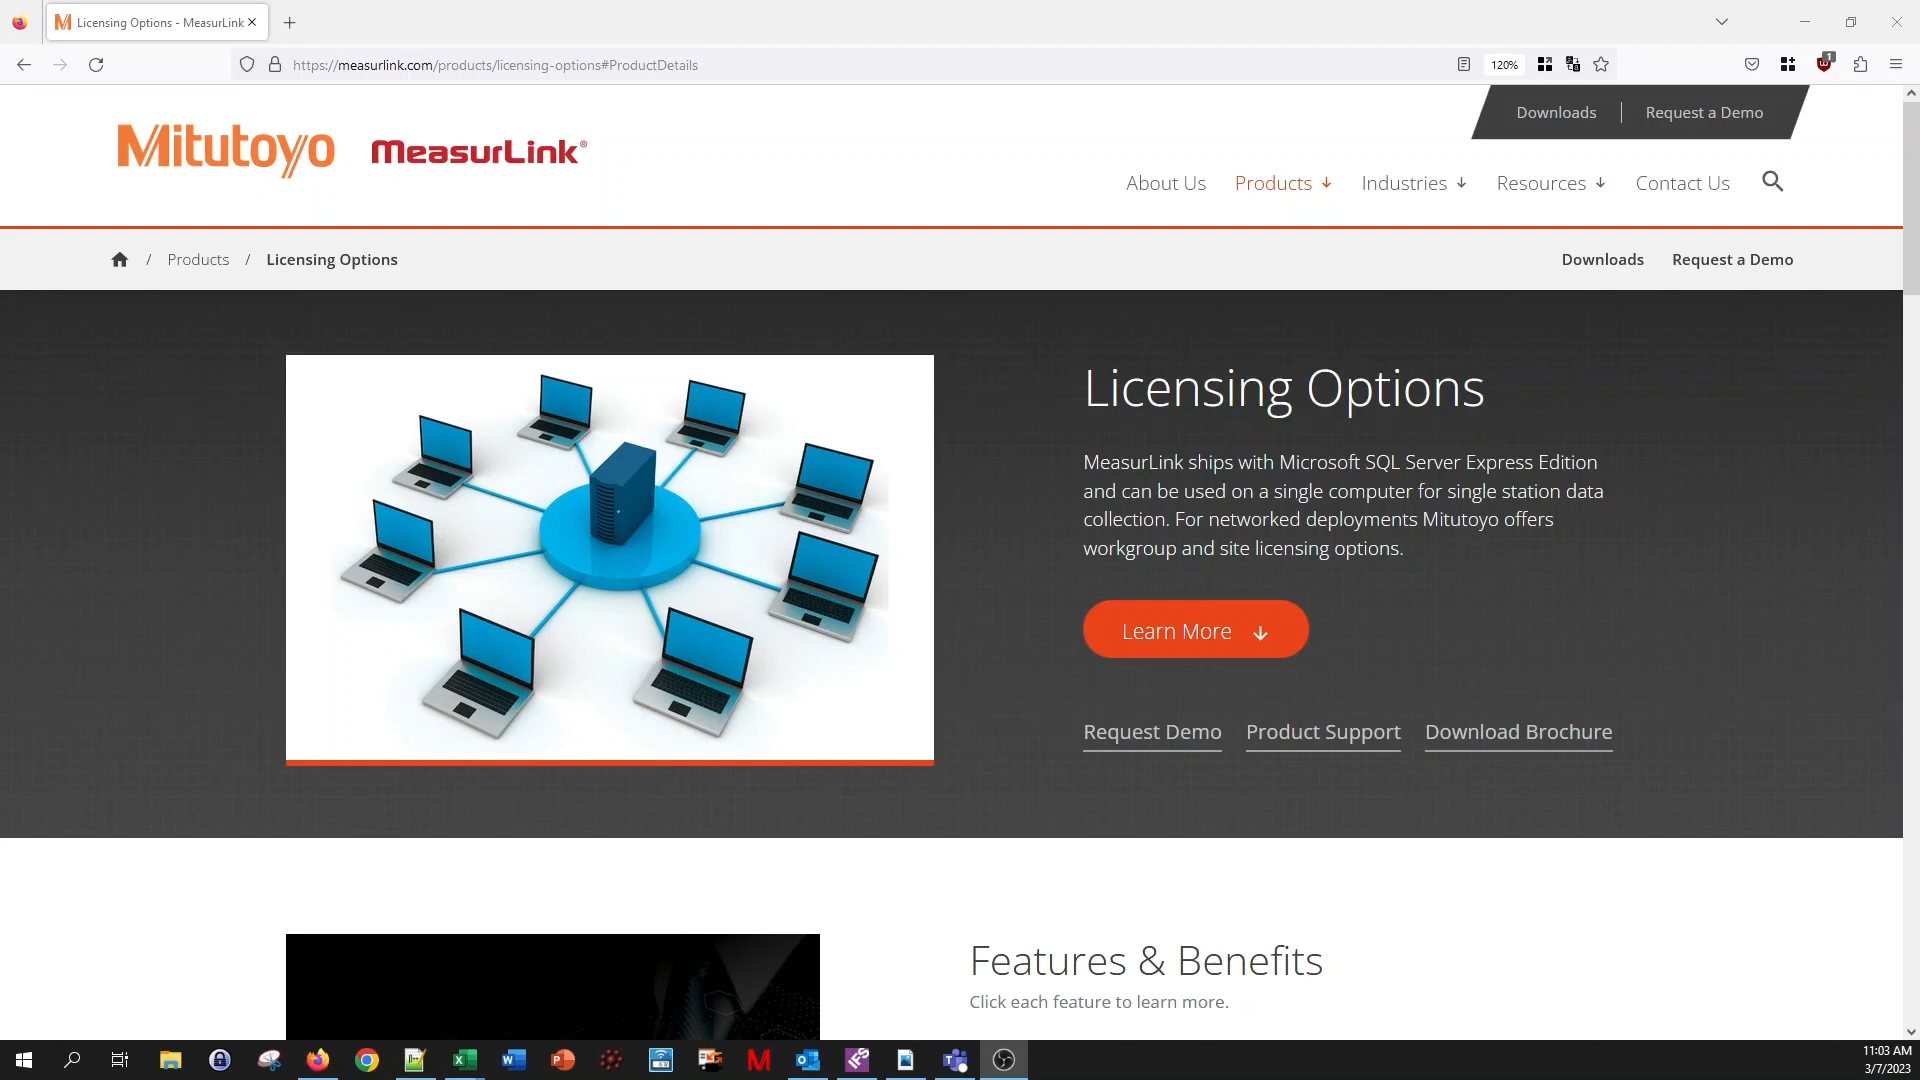 Licensing Options - MeasurLink
https://measurlink.com/products/licensing-options#ProductDetails
120%
1
Downloads
Request a Demo
Mitutoyo
MeasurLink®
About Us
Products
Industries
Resources
Contact Us
/ Products / Licensing Options
Downloads
Request a Demo
Licensing Options
MeasurLink ships with Microsoft SQL Server Express Edition
and can be used on a single computer for single station data
collection. For networked deployments Mitutoyo offers
workgroup and site licensing options.
Learn More
Request Demo
Product Support
Download Brochure
Features & Benefits
Click each feature to learn more.
11:03 AM
3/7/2023